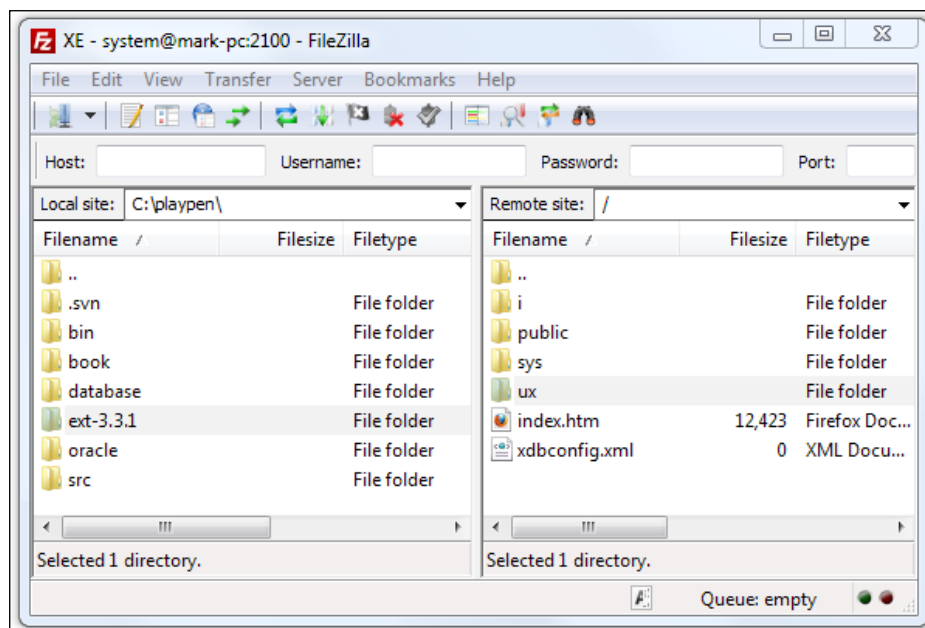 XE - system@mark-pc:2100 - FileZilla
File Edit View Transfer Server Bookmarks Help
Host: Username: Password: Port:
Local site: C:\playpen\ Remote site: /
Filename Filesize Filetype Filename Filesize Filetype
.. ..
.svn File folder i File folder
bin File folder public File folder
book File folder sys File folder
database File folder ux File folder
ext-3.3.1 File folder index.htm 12,423 Firefox Doc...
oracle File folder xdbconfig.xml 0 XML Docu...
src File folder
Selected 1 directory. Selected 1 directory.
Queue: empty